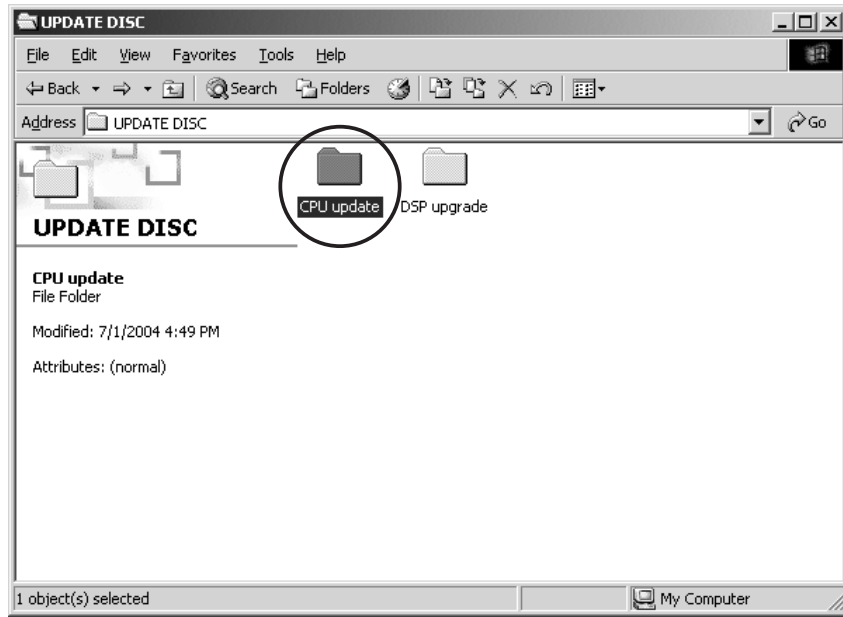 UPDATE DISC
File Edit View Favorites Tools Help
Back Search Folders
Address UPDATE DISC Go
CPU update DSP upgrade
UPDATE DISC
CPU update
File Folder
Modified: 7/1/2004 4:49 PM
Attributes: (normal)
1 object(s) selected My Computer